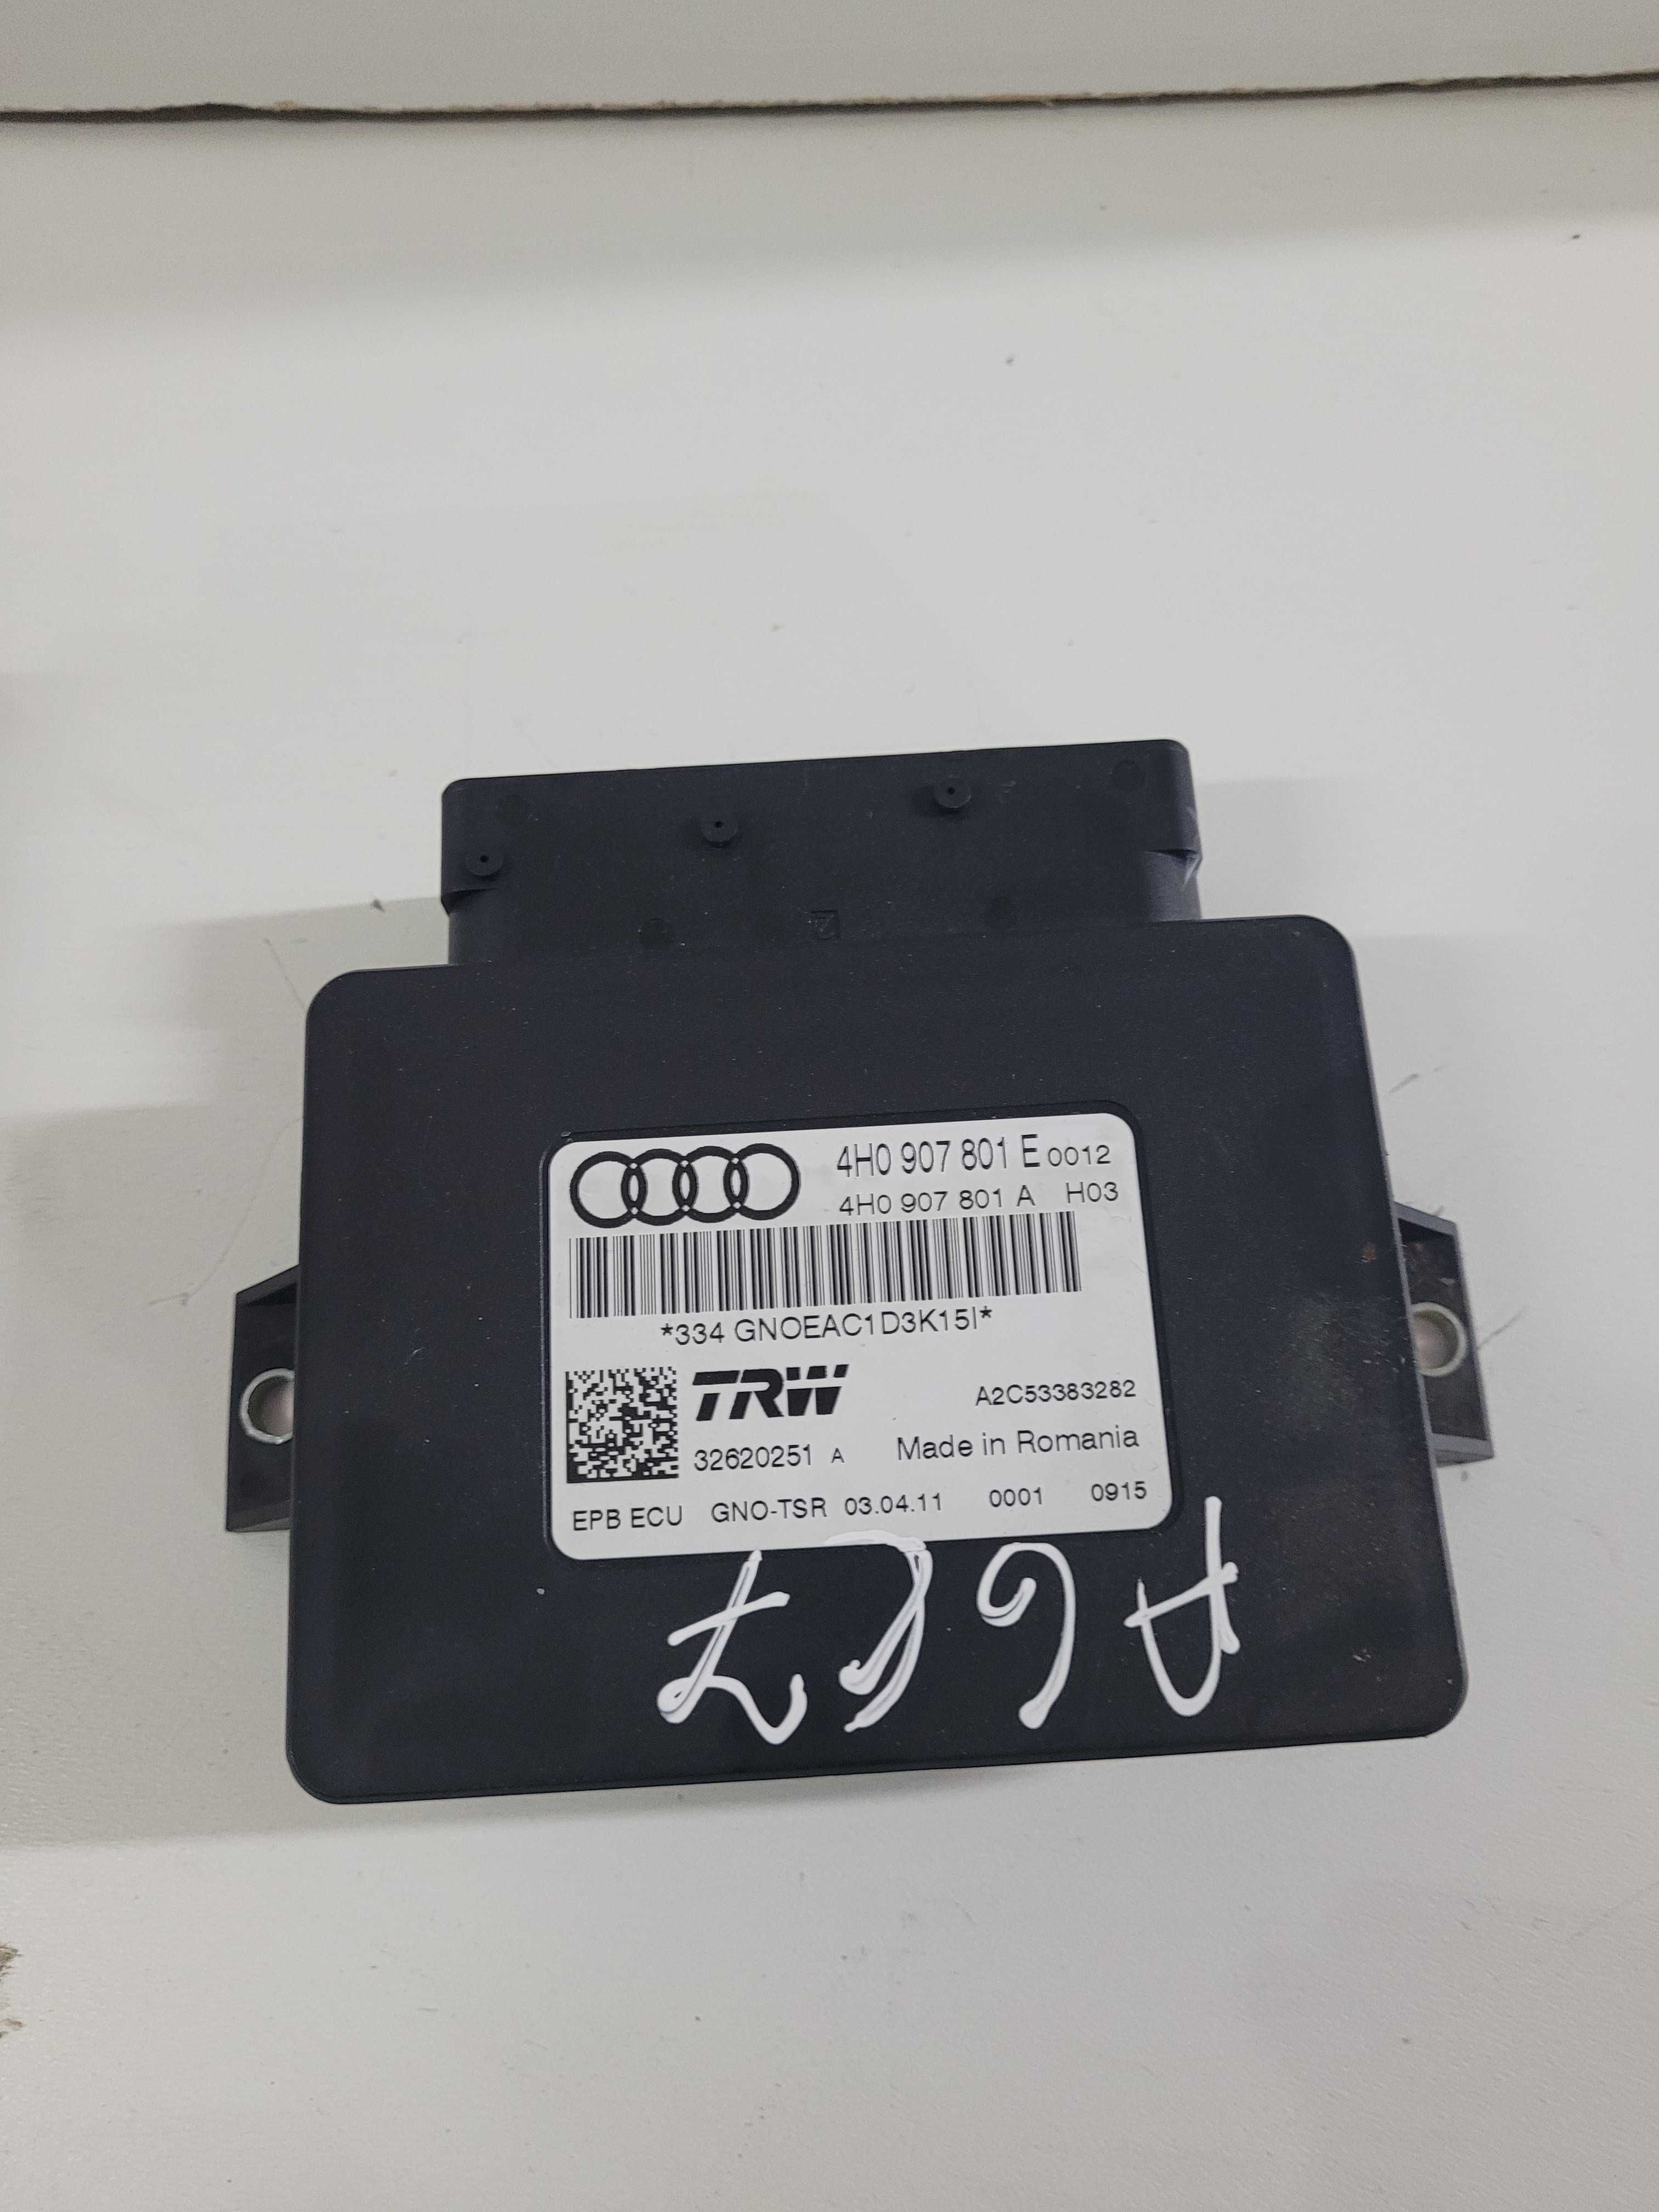 4H0 907 801 E 0012
4H0 907 801 A H03
*334 GNOEAC1D3K15I*
TRW
A2C53383282
32620251 A Made in Romania
EPB ECU GNO-TSR 03.04.11 0001 0915